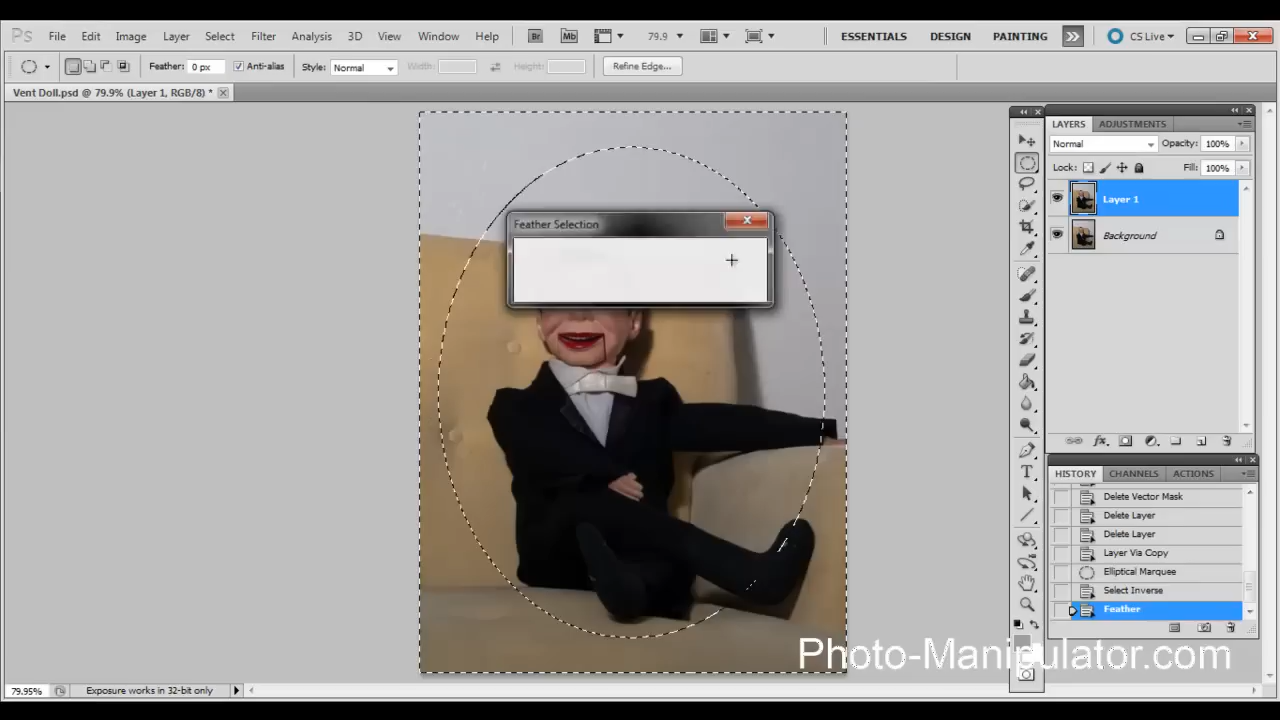 Ps File Edit Image Layer Select Filter Analysis 3D View Window Help Br Mb 79.9 ESSENTIALS DESIGN PAINTING CS Live
Feather: 0 px Anti-alias Style: Normal Width: Height: Refine Edge...
Vent Doll.psd @ 79.9% (Layer 1, RGB/8) *
LAYERS ADJUSTMENTS
Normal Opacity: 100%
Lock: Fill: 100%
Layer 1
Background
Feather Selection
HISTORY CHANNELS ACTIONS
Delete Vector Mask
Delete Layer
Delete Layer
Layer Via Copy
Elliptical Marquee
Select Inverse
Feather
Photo-Manipulator.com
79.95% Exposure works in 32-bit only